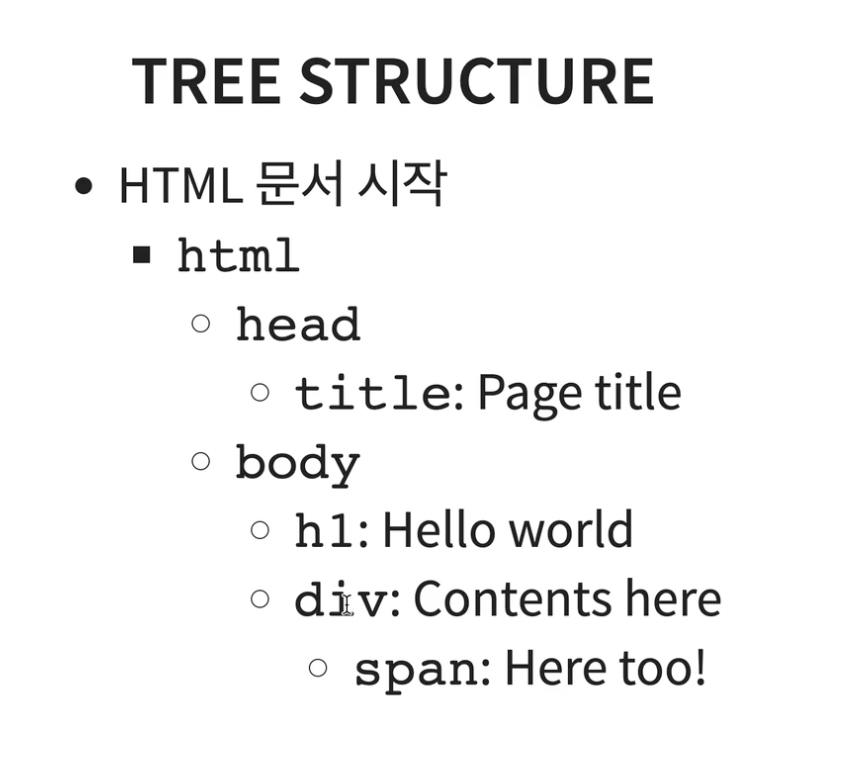 TREE STRUCTURE
HTML 문서 시작
html
head
title: Page title
body
h1: Hello world
div: Contents here
span: Here too!